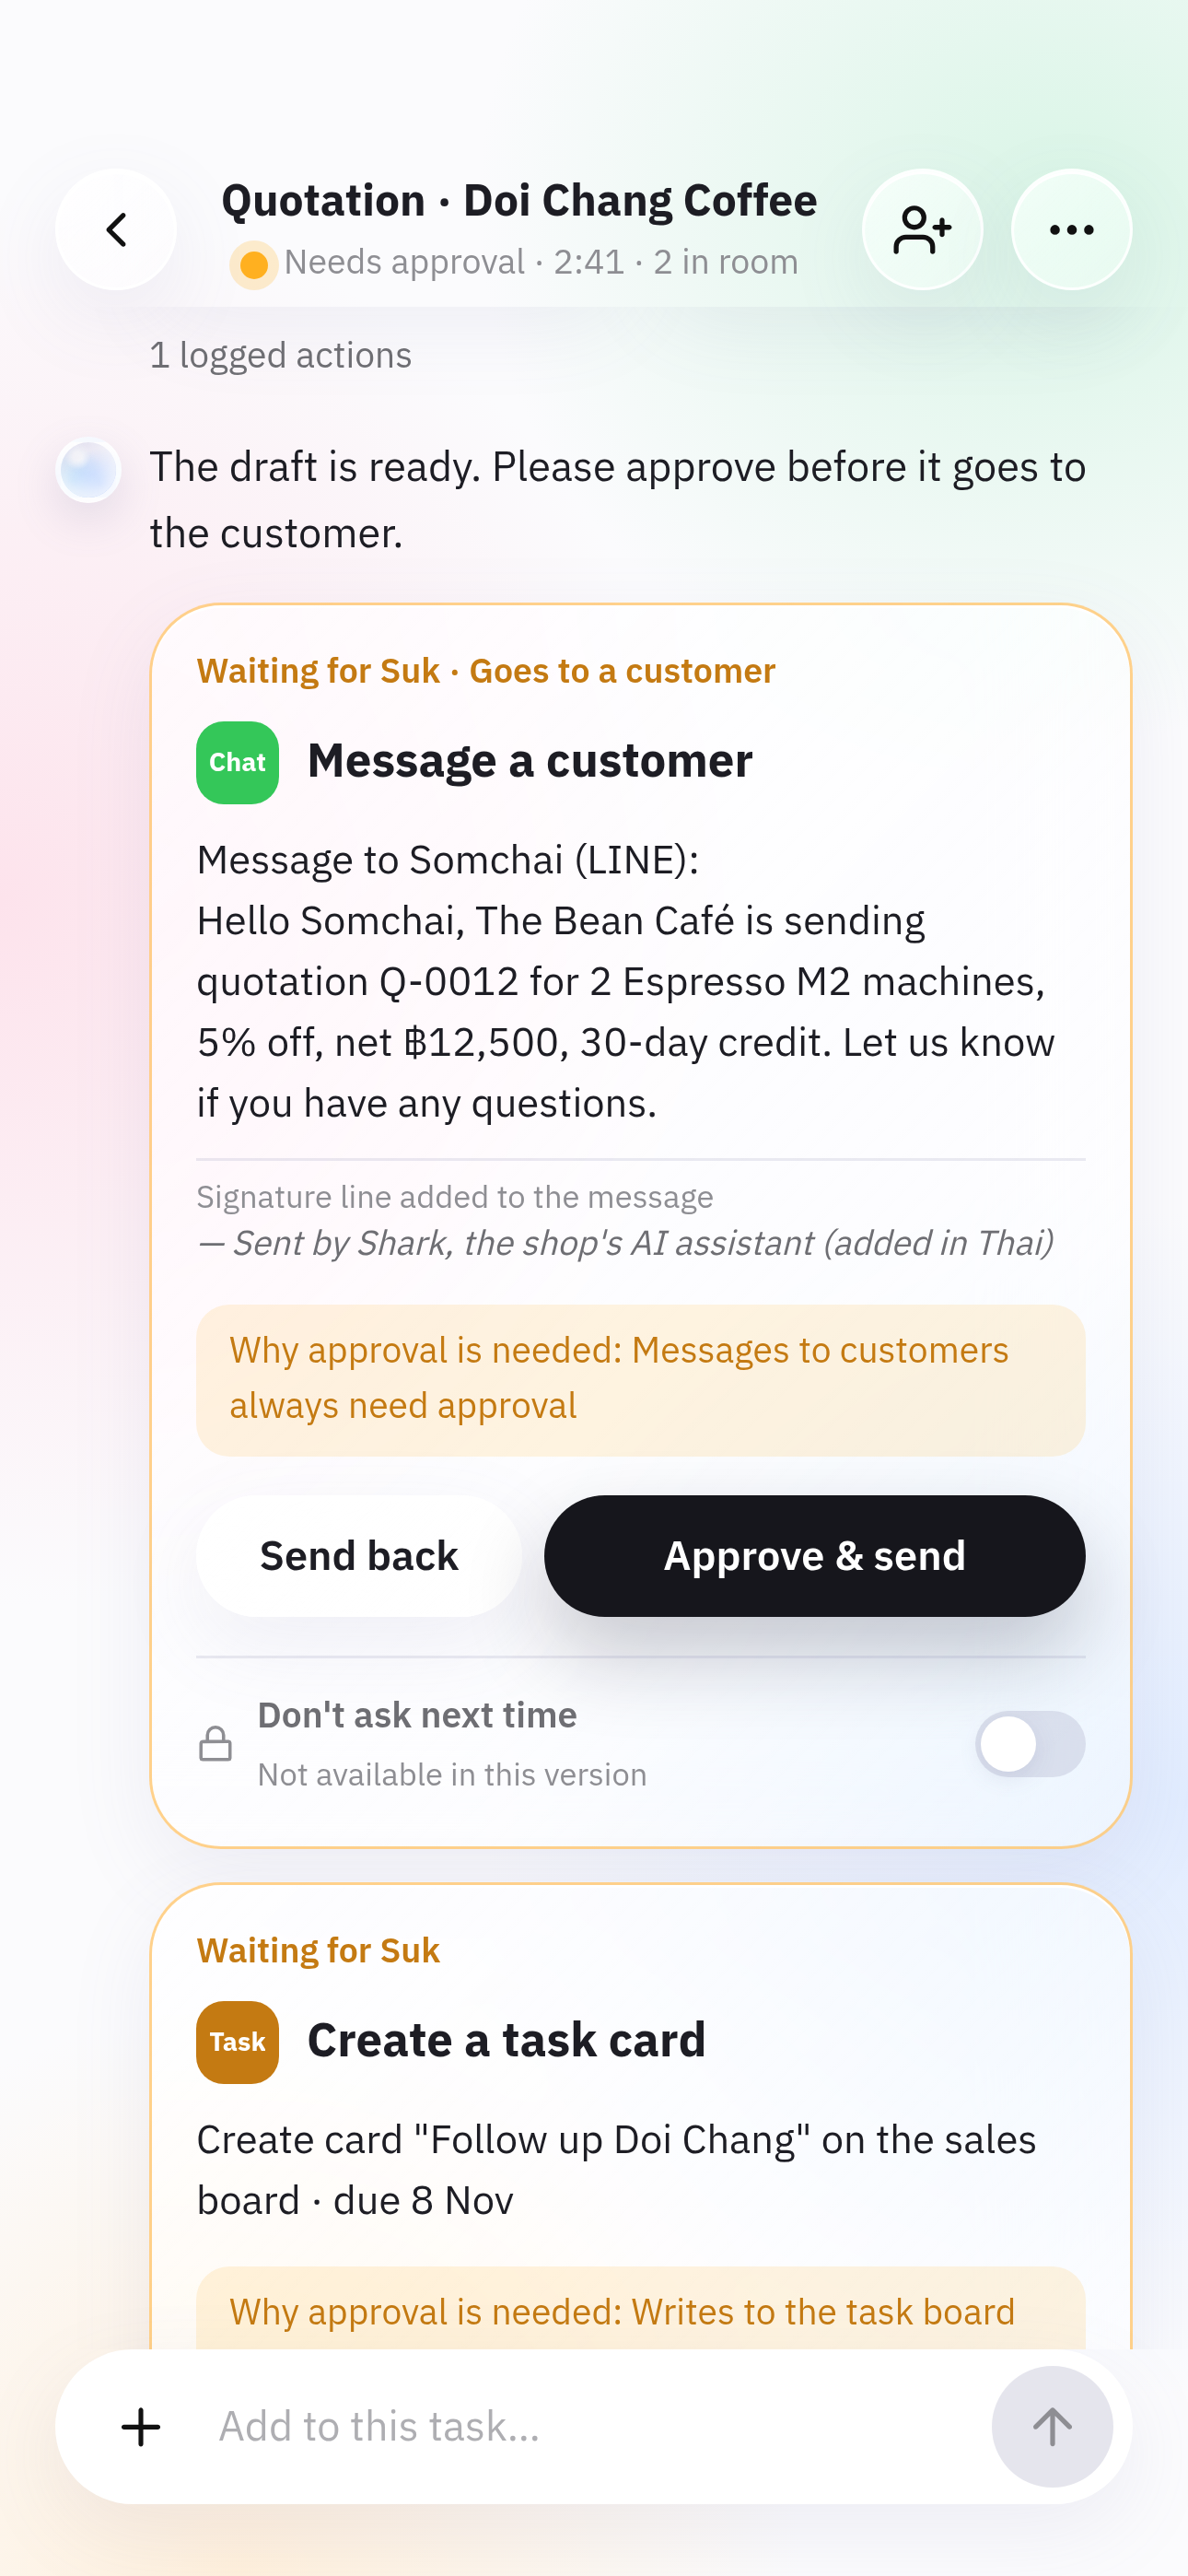 Quotation · Doi Chang Coffee
Needs approval · 2:41 · 2 in room
1 logged actions
The draft is ready. Please approve before it goes to
the customer.
Waiting for Suk · Goes to a customer
Chat
Message a customer
Message to Somchai (LINE):
Hello Somchai, The Bean Café is sending
quotation Q-0012 for 2 Espresso M2 machines,
5% off, net ฿12,500, 30-day credit. Let us know
if you have any questions.
Signature line added to the message
— Sent by Shark, the shop's AI assistant (added in Thai)
Why approval is needed: Messages to customers
always need approval
Send back
Approve & send
Don't ask next time
Not available in this version
Waiting for Suk
Task
Create a task card
Create card "Follow up Doi Chang" on the sales
board · due 8 Nov
Why approval is needed: Writes to the task board
Add to this task...